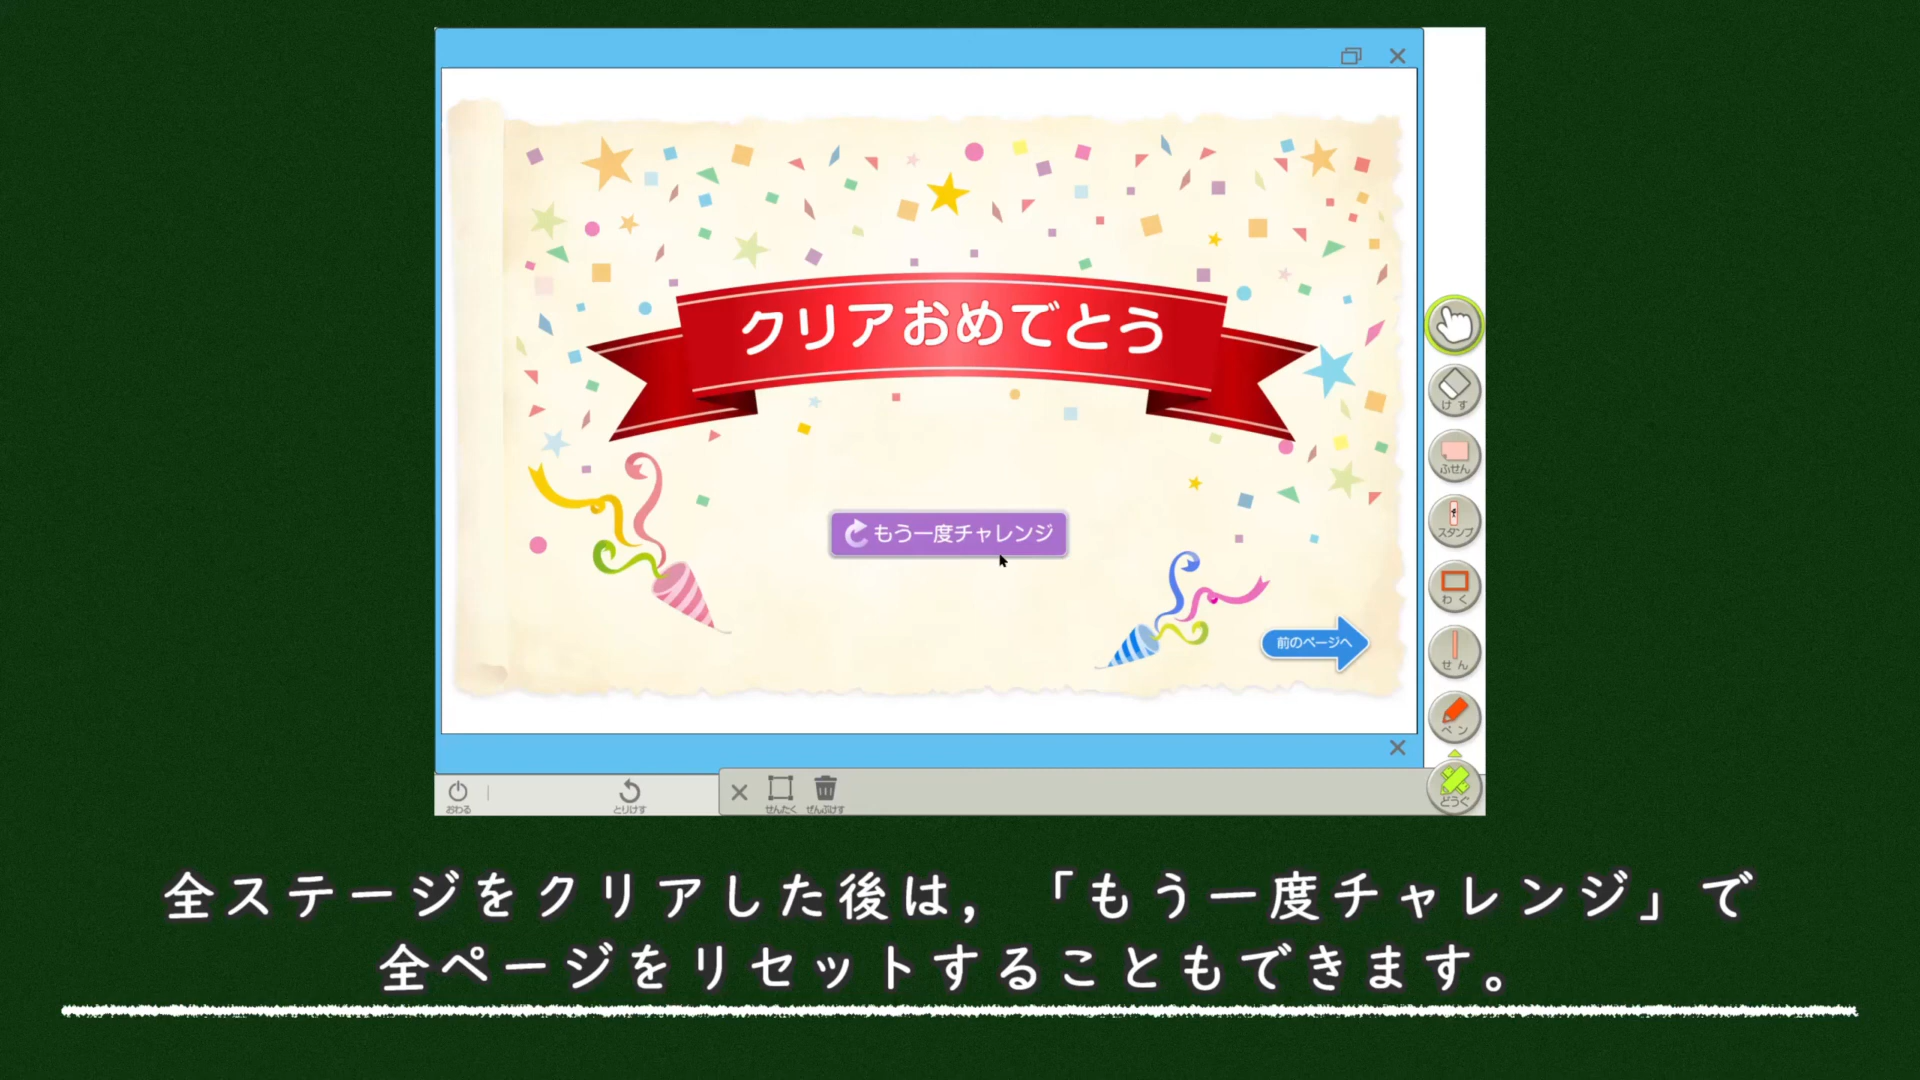 クリアおめでとう
もう一度チャレンジ
前のページへ
けす
ふせん
スタンプ
わく
せん
ペン
どうぐ
おわる
とりけす
せんたく
ぜんぶけす
全ステージをクリアした後は，「もう一度チャレンジ」で
全ページをリセットすることもできます。